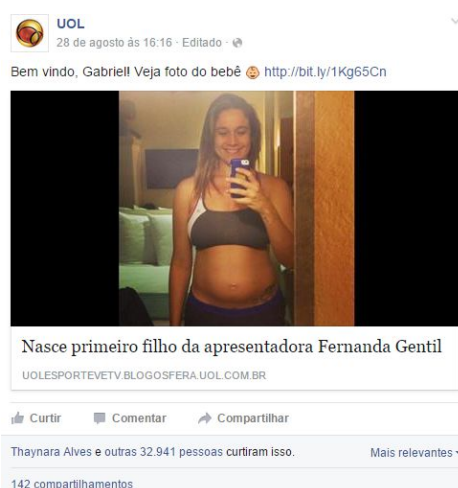 UOL
28 de agosto às 16:16 · Editado ·
Bem vindo, Gabriel! Veja foto do bebê http://bit.ly/1Kg65Cn
Nasce primeiro filho da apresentadora Fernanda Gentil
UOLESPORTEVETV.BLOGOSFERA.UOL.COM.BR
Curtir Comentar Compartilhar
Thaynara Alves e outras 32.941 pessoas curtiram isso. Mais relevantes
142 compartilhamentos